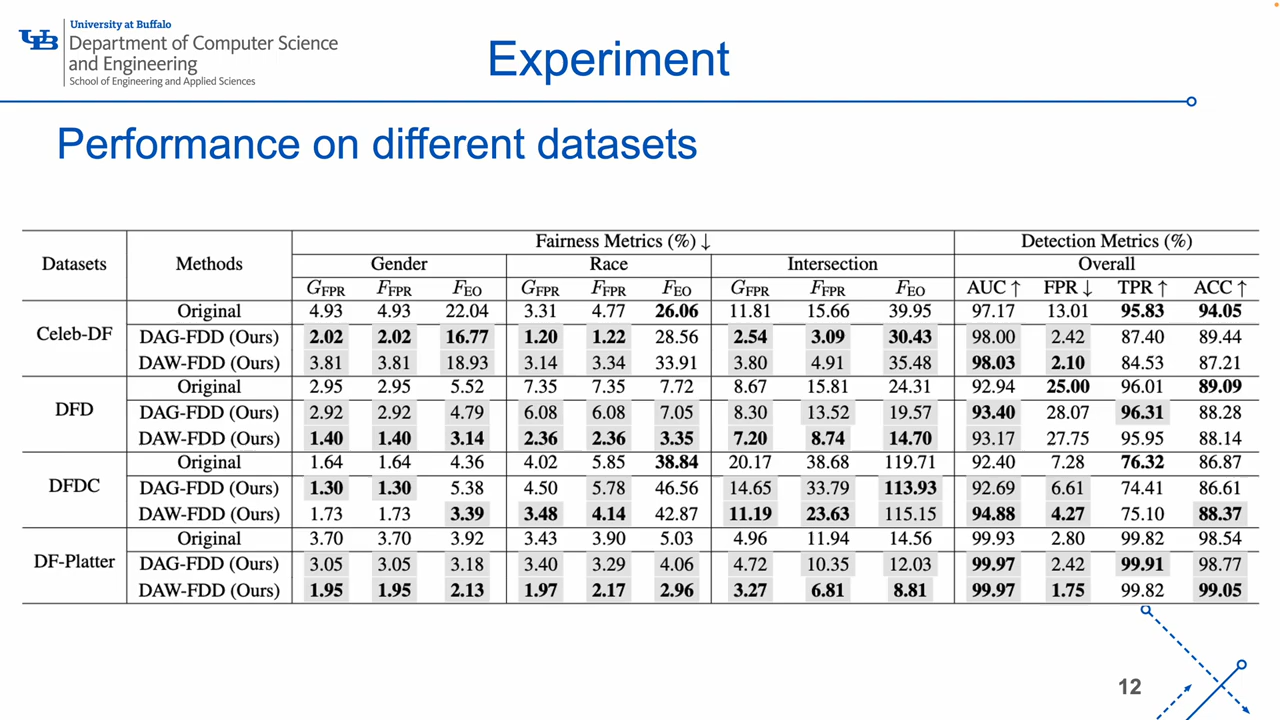 University at Buffalo
Department of Computer Science
and Engineering
School of Engineering and Applied Sciences
Experiment
Performance on different datasets
Datasets Methods Fairness Metrics (%) ↓ Detection Metrics (%)
Gender Race Intersection Overall
G_FPR F_FPR F_EO G_FPR F_FPR F_EO G_FPR F_FPR F_EO AUC ↑ FPR ↓ TPR ↑ ACC ↑
Celeb-DF
Original 4.93 4.93 22.04 3.31 4.77 26.06 11.81 15.66 39.95 97.17 13.01 95.83 94.05
DAG-FDD (Ours) 2.02 2.02 16.77 1.20 1.22 28.56 2.54 3.09 30.43 98.00 2.42 87.40 89.44
DAW-FDD (Ours) 3.81 3.81 18.93 3.14 3.34 33.91 3.80 4.91 35.48 98.03 2.10 84.53 87.21
DFD
Original 2.95 2.95 5.52 7.35 7.35 7.72 8.67 15.81 24.31 92.94 25.00 96.01 89.09
DAG-FDD (Ours) 2.92 2.92 4.79 6.08 6.08 7.05 8.30 13.52 19.57 93.40 28.07 96.31 88.28
DAW-FDD (Ours) 1.40 1.40 3.14 2.36 2.36 3.35 7.20 8.74 14.70 93.17 27.75 95.95 88.14
DFDC
Original 1.64 1.64 4.36 4.02 5.85 38.84 20.17 38.68 119.71 92.40 7.28 76.32 86.87
DAG-FDD (Ours) 1.30 1.30 5.38 4.50 5.78 46.56 14.65 33.79 113.93 92.69 6.61 74.41 86.61
DAW-FDD (Ours) 1.73 1.73 3.39 3.48 4.14 42.87 11.19 23.63 115.15 94.88 4.27 75.10 88.37
DF-Platter
Original 3.70 3.70 3.92 3.43 3.90 5.03 4.96 11.94 14.56 99.93 2.80 99.82 98.54
DAG-FDD (Ours) 3.05 3.05 3.18 3.40 3.29 4.06 4.72 10.35 12.03 99.97 2.42 99.91 98.77
DAW-FDD (Ours) 1.95 1.95 2.13 1.97 2.17 2.96 3.27 6.81 8.81 99.97 1.75 99.82 99.05
12